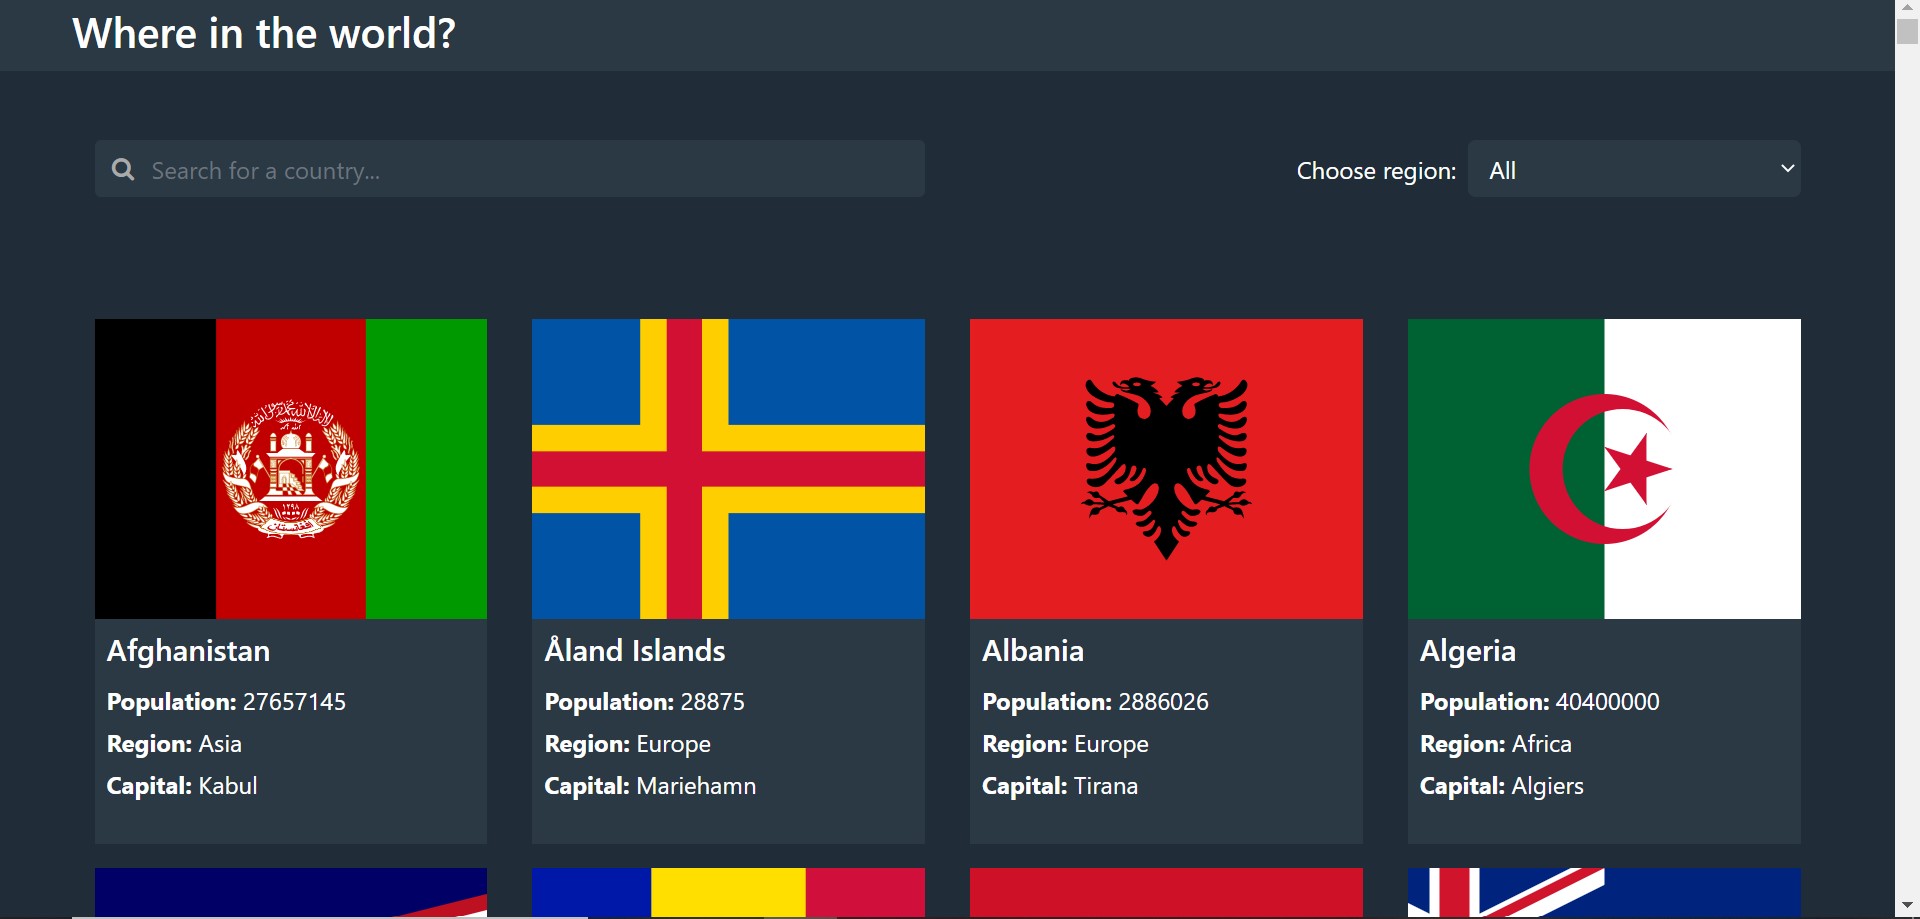 Where in the world?
Search for a country...
Choose region: All
Afghanistan
Population: 27657145
Region: Asia
Capital: Kabul
Åland Islands
Population: 28875
Region: Europe
Capital: Mariehamn
Albania
Population: 2886026
Region: Europe
Capital: Tirana
Algeria
Population: 40400000
Region: Africa
Capital: Algiers